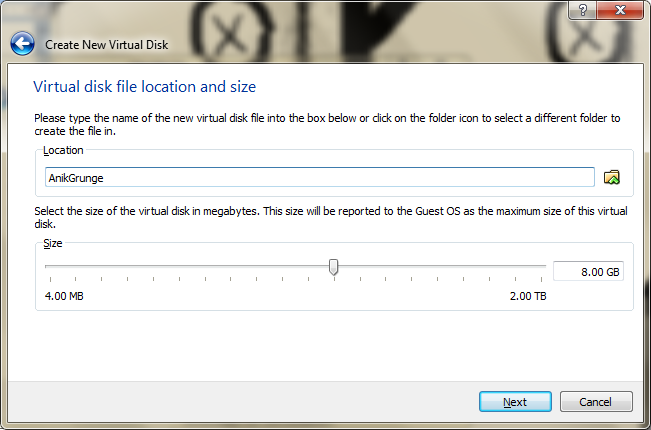 Create New Virtual Disk
Virtual disk file location and size
Please type the name of the new virtual disk file into the box below or click on the folder icon to select a different folder to
create the file in.
Location
AnikGrunge
Select the size of the virtual disk in megabytes. This size will be reported to the Guest OS as the maximum size of this virtual
disk.
Size
8.00 GB
4.00 MB 2.00 TB
Next Cancel